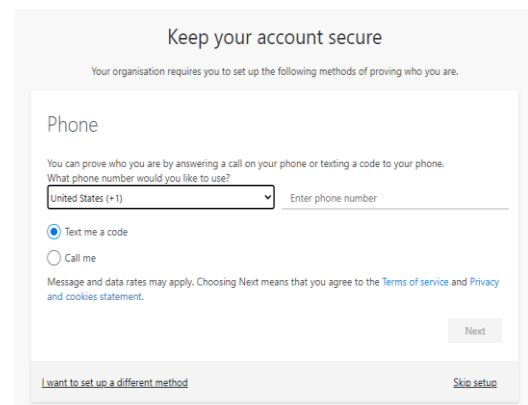 Keep your account secure
Your organisation requires you to set up the following methods of proving who you are.
Phone
You can prove who you are by answering a call on your phone or texting a code to your phone.
What phone number would you like to use?
United States (+1) Enter phone number
Text me a code
Call me
Message and data rates may apply. Choosing Next means that you agree to the Terms of service and Privacy
and cookies statement.
Next
I want to set up a different method Skip setup